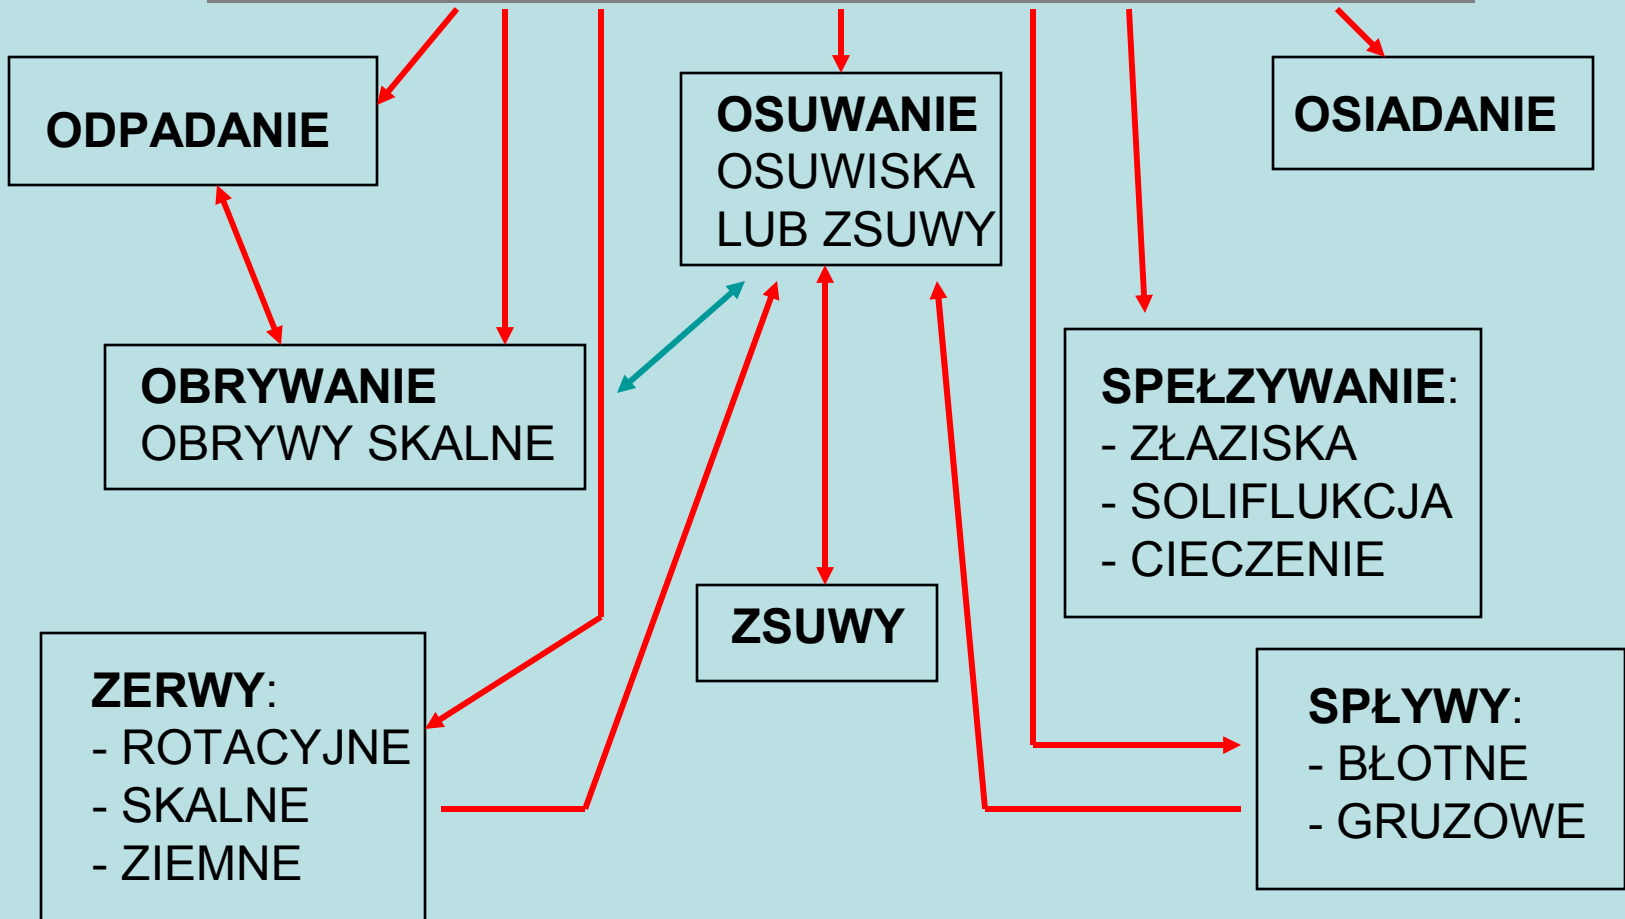 ODPADANIE
OSUWANIE
OSUWISKA
LUB ZSUWY
OSIADANIE
OBRYWANIE
OBRYWY SKALNE
SPEŁZYWANIE:
- ZŁAZISKA
- SOLIFLUKCJA
- CIECZENIE
ZSUWY
ZERWY:
- ROTACYJNE
- SKALNE
- ZIEMNE
SPŁYWY:
- BŁOTNE
- GRUZOWE